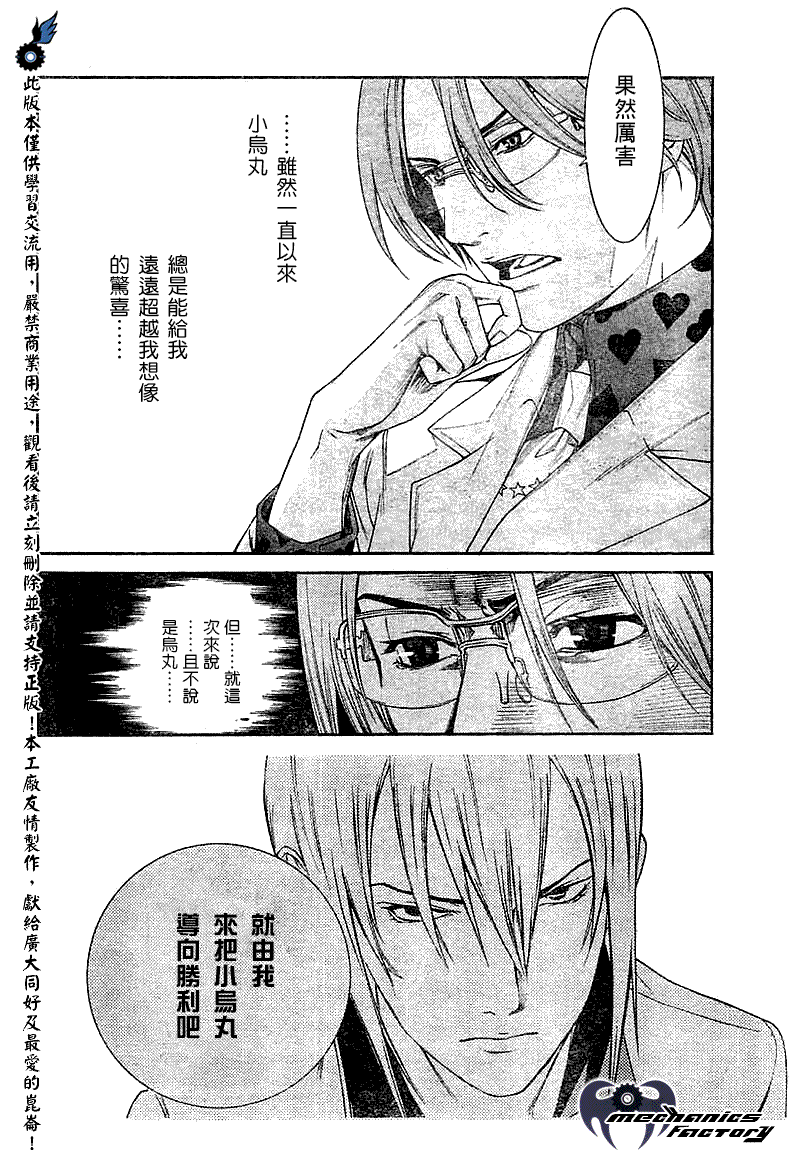 果然厲害
……雖然一直以來
小烏丸
總是能給我
遠遠超越我想像
的驚喜……
但……就這
次來說
……且不說
是烏丸……
就由我
來把小烏丸
導向勝利吧
此版本僅供學習交流用，嚴禁商業用途，觀看後請立刻刪除並請支持正版！本工廠友情製作，獻給廣大同好及最愛的崑崙！
mechanics
Factory